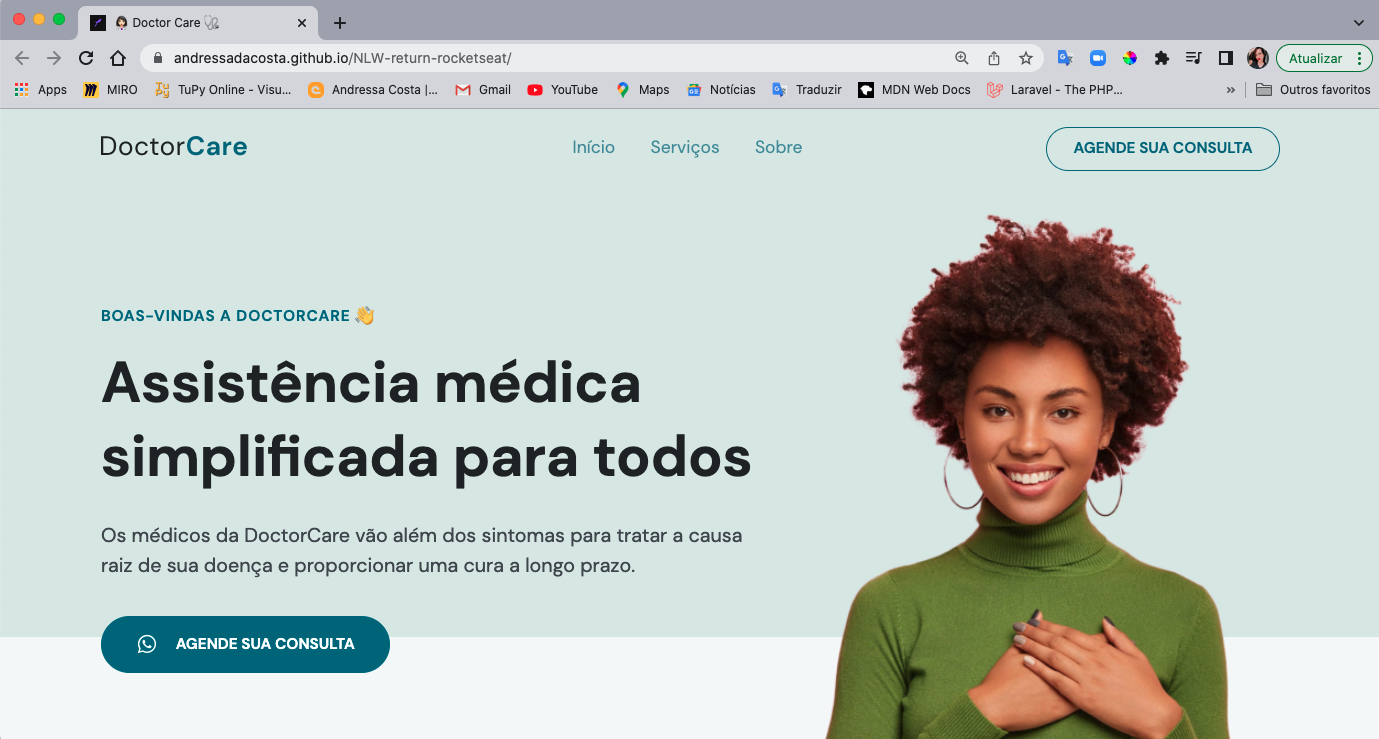 Doctor Care
andressadacosta.github.io/NLW-return-rocketseat/
Atualizar
Apps
MIRO
TuPy Online - Visu...
Andressa Costa |...
Gmail
YouTube
Maps
Notícias
Traduzir
MDN Web Docs
Laravel - The PHP...
»
Outros favoritos
DoctorCare
Início
Serviços
Sobre
AGENDE SUA CONSULTA
BOAS-VINDAS A DOCTORCARE 👋
Assistência médica
simplificada para todos
Os médicos da DoctorCare vão além dos sintomas para tratar a causa
raiz de sua doença e proporcionar uma cura a longo prazo.
AGENDE SUA CONSULTA